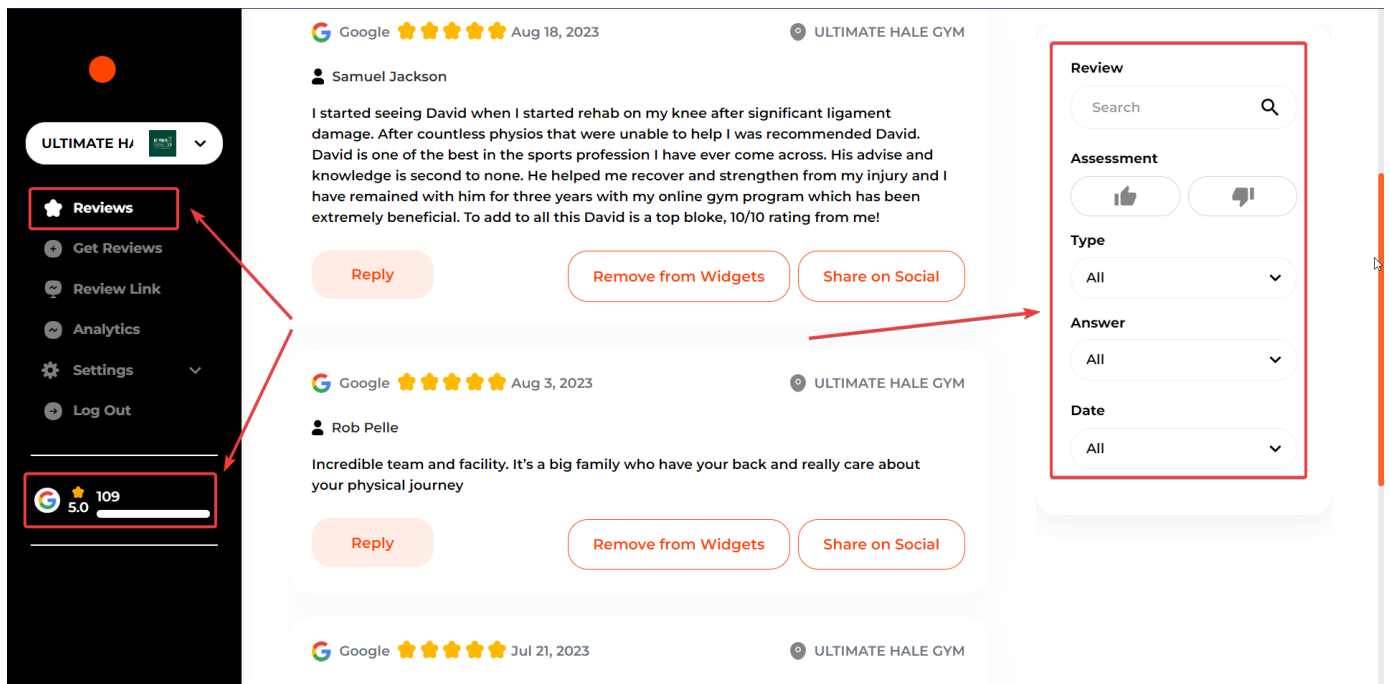 ULTIMATE HA
Reviews
Get Reviews
Review Link
Analytics
Settings
Log Out
109
5.0
Google Aug 18, 2023 ULTIMATE HALE GYM
Samuel Jackson
I started seeing David when I started rehab on my knee after significant ligament
damage. After countless physios that were unable to help I was recommended David.
David is one of the best in the sports profession I have ever come across. His advise and
knowledge is second to none. He helped me recover and strengthen from my injury and I
have remained with him for three years with my online gym program which has been
extremely beneficial. To add to all this David is a top bloke, 10/10 rating from me!
Reply Remove from Widgets Share on Social
Google Aug 3, 2023 ULTIMATE HALE GYM
Rob Pelle
Incredible team and facility. It's a big family who have your back and really care about
your physical journey
Reply Remove from Widgets Share on Social
Google Jul 21, 2023 ULTIMATE HALE GYM
Review
Search
Assessment
Type
All
Answer
All
Date
All